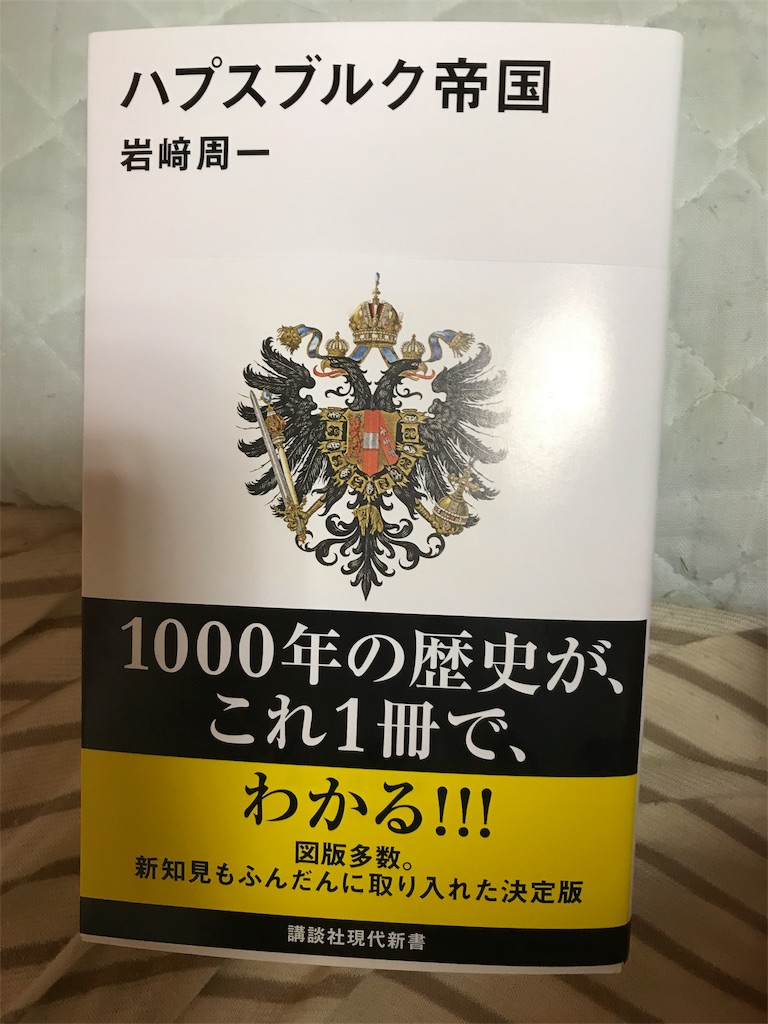 ハプスブルク帝国
岩﨑周一
1000年の歴史が、
これ1冊で、
わかる!!!
図版多数。
新知見もふんだんに取り入れた決定版
講談社現代新書